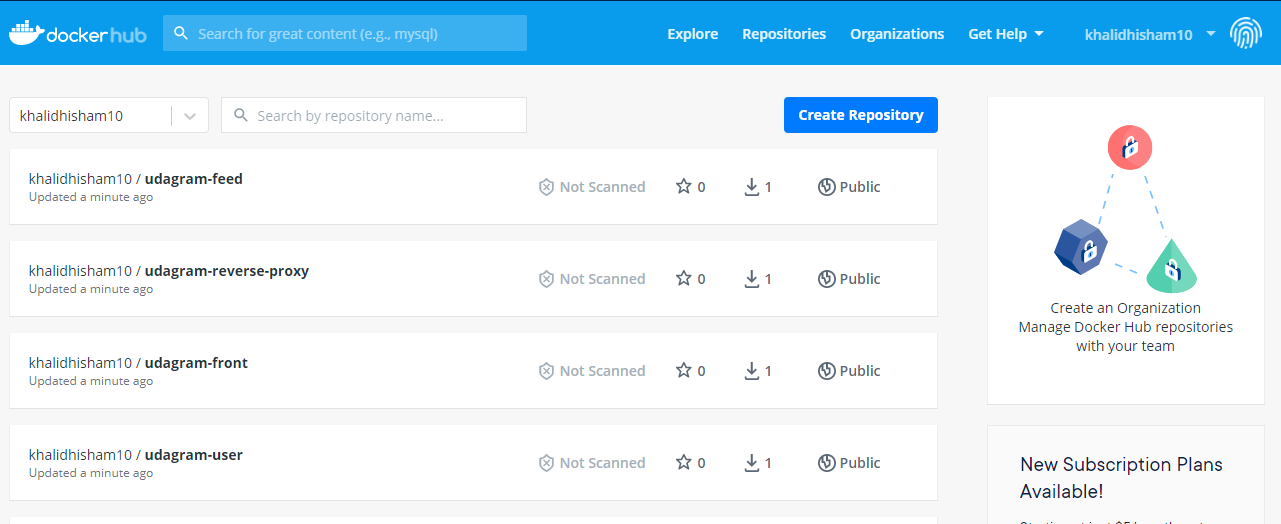 dockerhub
Search for great content (e.g., mysql)
Explore
Repositories
Organizations
Get Help
khalidhisham10
khalidhisham10
Search by repository name...
Create Repository
khalidhisham10 / udagram-feed
Updated a minute ago
Not Scanned
0
1
Public
khalidhisham10 / udagram-reverse-proxy
Updated a minute ago
Not Scanned
0
1
Public
khalidhisham10 / udagram-front
Updated a minute ago
Not Scanned
0
1
Public
khalidhisham10 / udagram-user
Updated a minute ago
Not Scanned
0
1
Public
Create an Organization
Manage Docker Hub repositories
with your team
New Subscription Plans
Available!